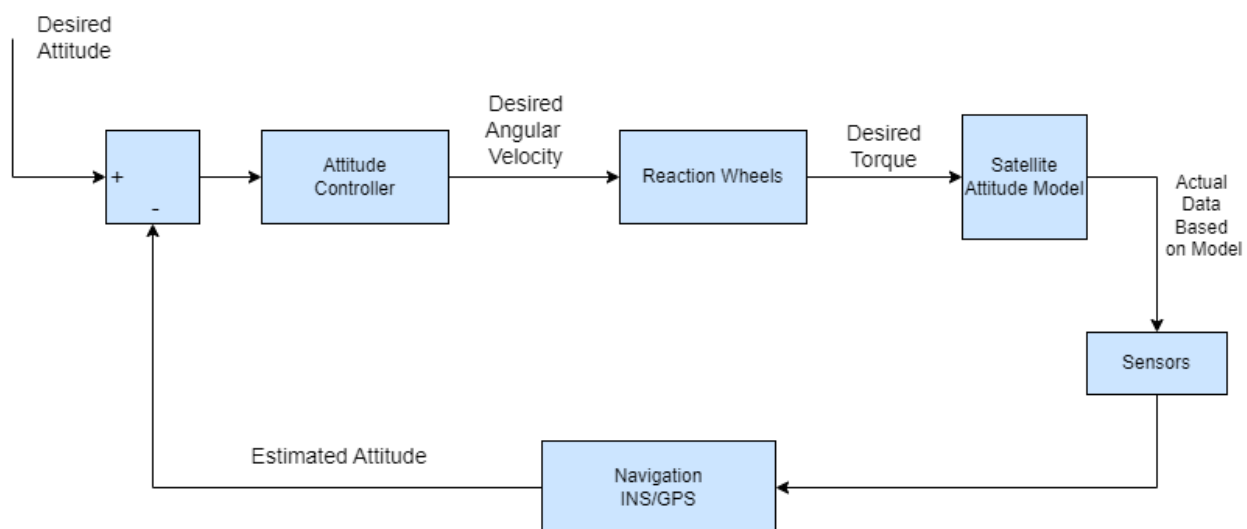 Desired
Attitude
+
-
Attitude
Controller
Desired
Angular
Velocity
Reaction Wheels
Desired
Torque
Satellite
Attitude Model
Actual
Data
Based
on Model
Sensors
Navigation
INS/GPS
Estimated Attitude